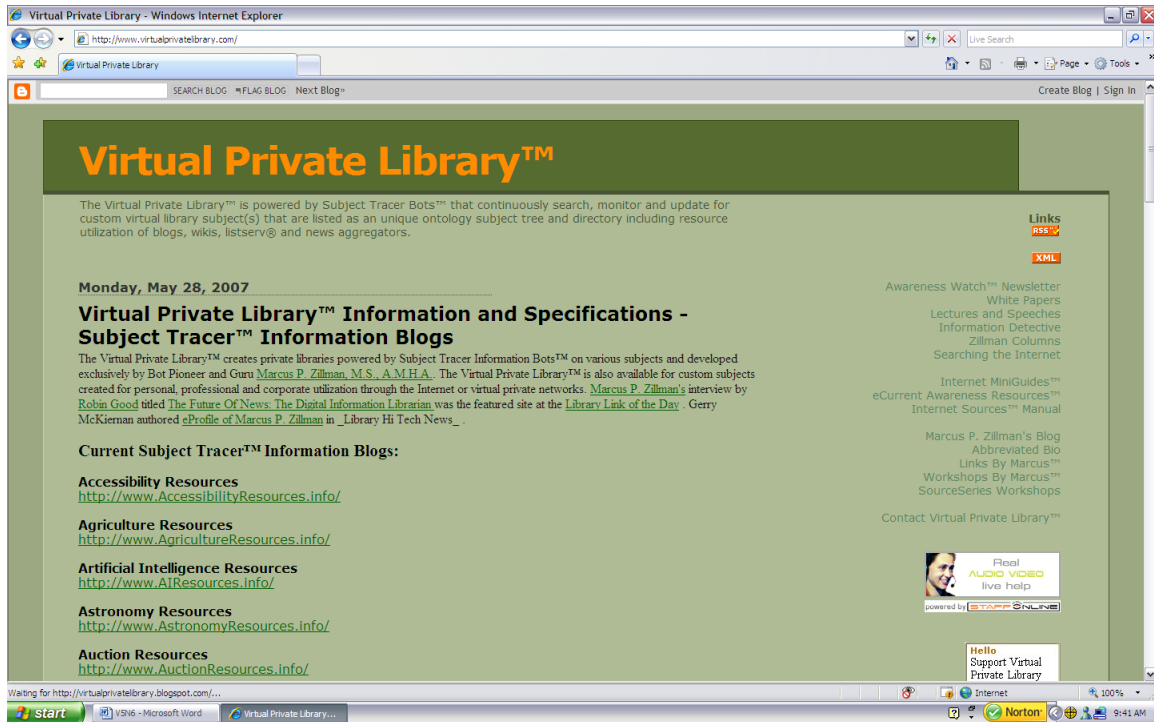 Virtual Private Library - Windows Internet Explorer
http://www.virtualprivatelibrary.com/
Live Search
Virtual Private Library
Page
Tools
SEARCH BLOG FLAG BLOG Next Blog»
Create Blog | Sign In
Virtual Private Library™
The Virtual Private Library™ is powered by Subject Tracer Bots™ that continuously search, monitor and update for
custom virtual library subject(s) that are listed as an unique ontology subject tree and directory including resource
utilization of blogs, wikis, listserv® and news aggregators.
Monday, May 28, 2007
Virtual Private Library™ Information and Specifications -
Subject Tracer™ Information Blogs
The Virtual Private Library™ creates private libraries powered by Subject Tracer Information Bots™ on various subjects and developed
exclusively by Bot Pioneer and Guru Marcus P. Zillman, M.S., A.M.H.A.. The Virtual Private Library™ is also available for custom subjects
created for personal, professional and corporate utilization through the Internet or virtual private networks. Marcus P. Zillman's interview by
Robin Good titled The Future Of News: The Digital Information Librarian was the featured site at the Library Link of the Day . Gerry
McKiernan authored eProfile of Marcus P. Zillman in _Library Hi Tech News_ .
Current Subject Tracer™ Information Blogs:
Accessibility Resources
http://www.AccessibilityResources.info/
Agriculture Resources
http://www.AgricultureResources.info/
Artificial Intelligence Resources
http://www.AIResources.info/
Astronomy Resources
http://www.AstronomyResources.info/
Auction Resources
http://www.AuctionResources.info/
Links
RSS
XML
Awareness Watch™ Newsletter
White Papers
Lectures and Speeches
Information Detective
Zillman Columns
Searching the Internet
Internet MiniGuides™
eCurrent Awareness Resources™
Internet Sources™ Manual
Marcus P. Zillman's Blog
Abbreviated Bio
Links By Marcus™
Workshops By Marcus™
SourceSeries Workshops
Contact Virtual Private Library™
Real
AUDIO VIDEO
live help
powered by STAFF ONLINE
Hello
Support Virtual
Private Library
Waiting for http://virtualprivatelibrary.blogspot.com/...
Internet
100%
start
V5N6 - Microsoft Word
Virtual Private Library...
Norton
9:41 AM